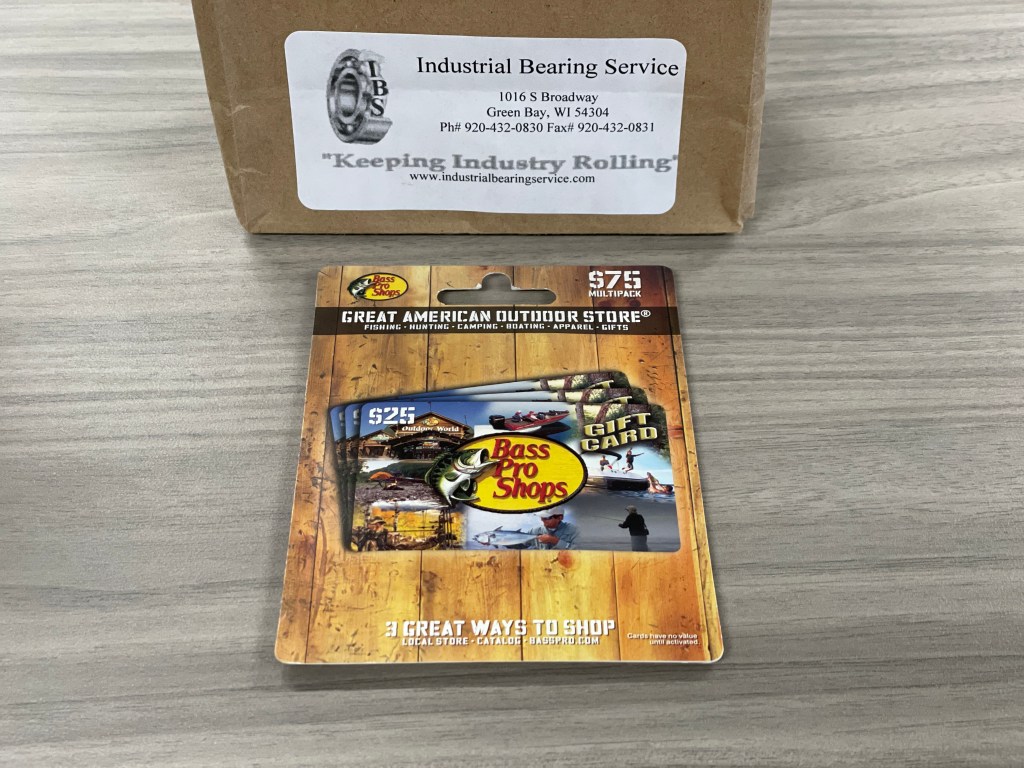 IBS
Industrial Bearing Service
1016 S Broadway
Green Bay, WI 54304
Ph# 920-432-0830 Fax# 920-432-0831
"Keeping Industry Rolling"
www.industrialbearingservice.com
Bass
Pro
Shops
$75
MULTIPACK
GREAT AMERICAN OUTDOOR STORE®
FISHING - HUNTING - CAMPING - BOATING - APPAREL - GIFTS
$25
Outdoor World
GIFT
CARD
Bass
Pro
Shops
3 GREAT WAYS TO SHOP
LOCAL STORE - CATALOG - BASSPRO.COM
Cards have no value
until activated.